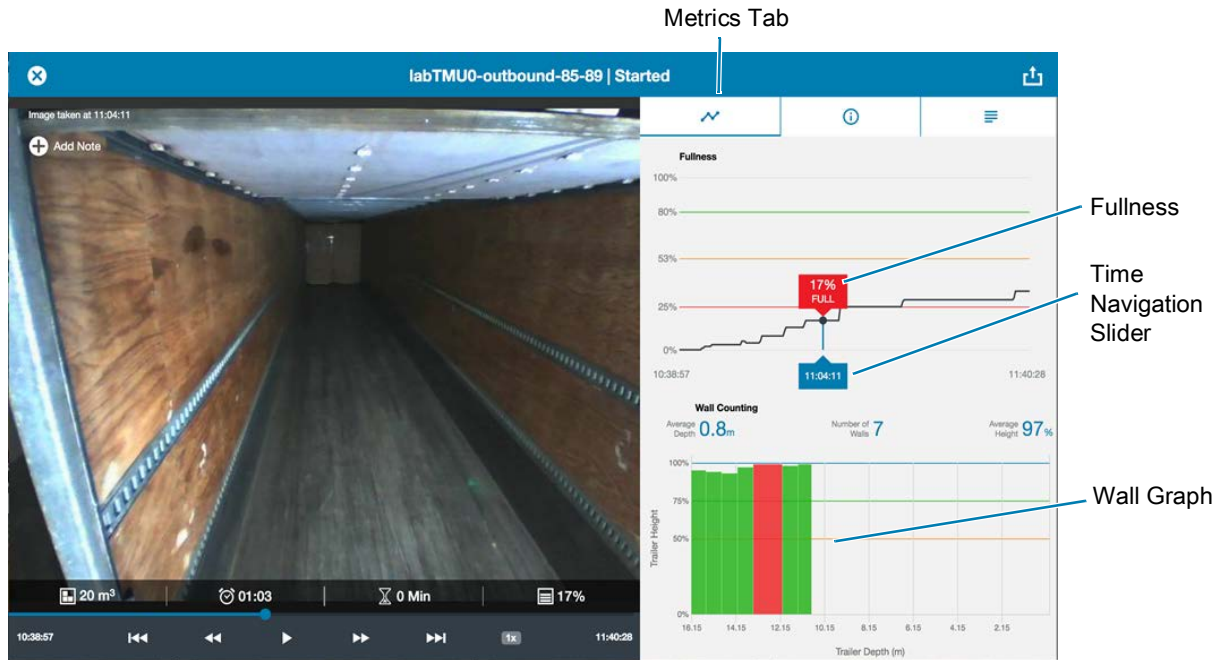 Metrics Tab
labTMU0-outbound-85-89 | Started
Image taken at 11:04:11
Add Note
Fullness
100%
80%
53%
17%
FULL
25%
0%
10:38:57
11:04:11
11:40:28
Fullness
Time
Navigation
Slider
Wall Counting
Average
Depth 0.8m
Number of
Walls 7
Average
Height 97%
100%
75%
50%
0%
Trailer Height
16.15 14.15 12.15 10.15 8.15 6.15 4.15 2.15
Trailer Depth (m)
Wall Graph
20 m³ 01:03 0 Min 17%
10:38:57 1x 11:40:28